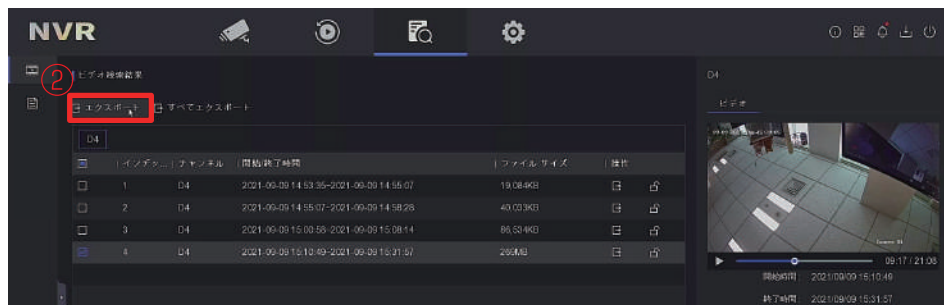 NVR
②
ビデオ検索結果
D4
エクスポート すべてエクスポート
ビデオ
D4
インデッ... チャンネル 開始/終了時間 ファイル サイズ 操作
1 D4 2021-09-09 14:53:35-2021-09-09 14:55:07 19,084KB
2 D4 2021-09-09 14:55:07-2021-09-09 14:58:28 40,033KB
3 D4 2021-09-09 15:00:58-2021-09-09 15:08:14 86,534KB
4 D4 2021-09-09 15:10:49-2021-09-09 15:31:57 266MB
09:17 / 21:08
開始時間: 2021/09/09 15:10:49
終了時間: 2021/09/09 15:31:57